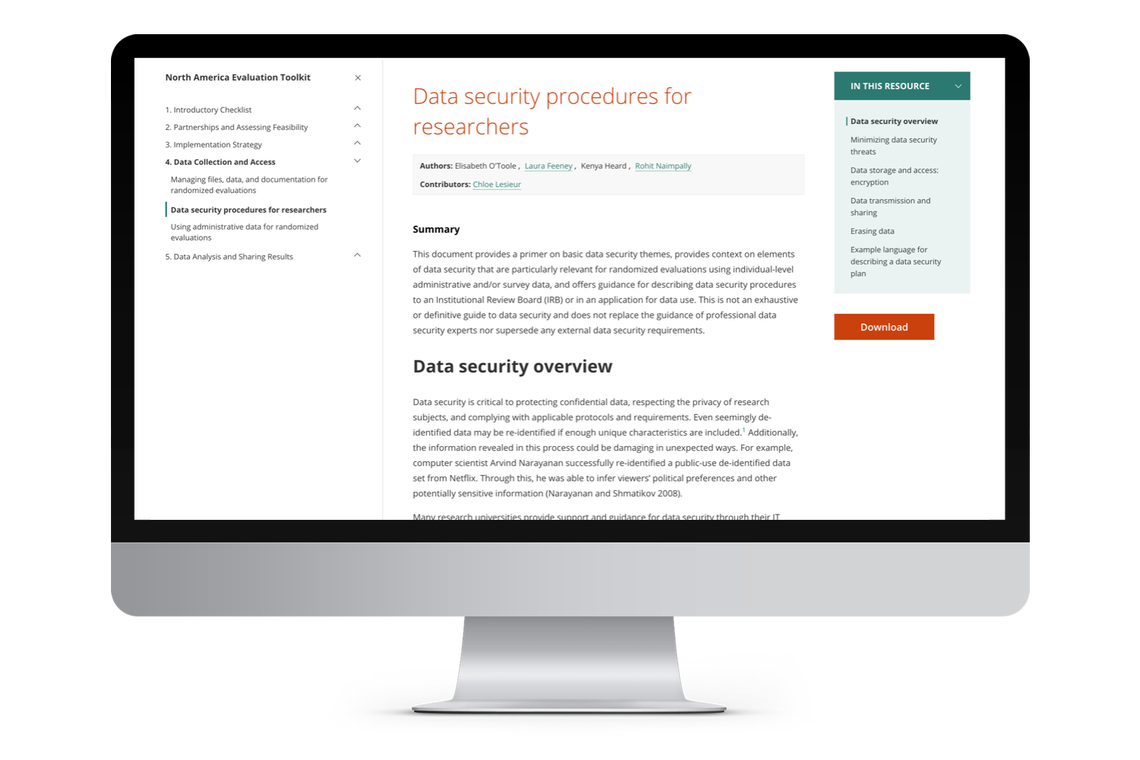 North America Evaluation Toolkit
1. Introductory Checklist
2. Partnerships and Assessing Feasibility
3. Implementation Strategy
4. Data Collection and Access
Managing files, data, and documentation for
randomized evaluations
Data security procedures for researchers
Using administrative data for randomized
evaluations
5. Data Analysis and Sharing Results
Data security procedures for
researchers
Authors: Elisabeth O'Toole , Laura Feeney , Kenya Heard , Rohit Naimpally
Contributors: Chloe Lesieur
Summary
This document provides a primer on basic data security themes, provides context on elements
of data security that are particularly relevant for randomized evaluations using individual-level
administrative and/or survey data, and offers guidance for describing data security procedures
to an Institutional Review Board (IRB) or in an application for data use. This is not an exhaustive
or definitive guide to data security and does not replace the guidance of professional data
security experts nor supersede any external data security requirements.
Data security overview
Data security is critical to protecting confidential data, respecting the privacy of research
subjects, and complying with applicable protocols and requirements. Even seemingly de-
identified data may be re-identified if enough unique characteristics are included.1 Additionally,
the information revealed in this process could be damaging in unexpected ways. For example,
computer scientist Arvind Narayanan successfully re-identified a public-use de-identified data
set from Netflix. Through this, he was able to infer viewers' political preferences and other
potentially sensitive information (Narayanan and Shmatikov 2008).
Many research universities provide support and guidance for data security through their IT
IN THIS RESOURCE
Data security overview
Minimizing data security
threats
Data storage and access:
encryption
Data transmission and
sharing
Erasing data
Example language for
describing a data security
plan
Download